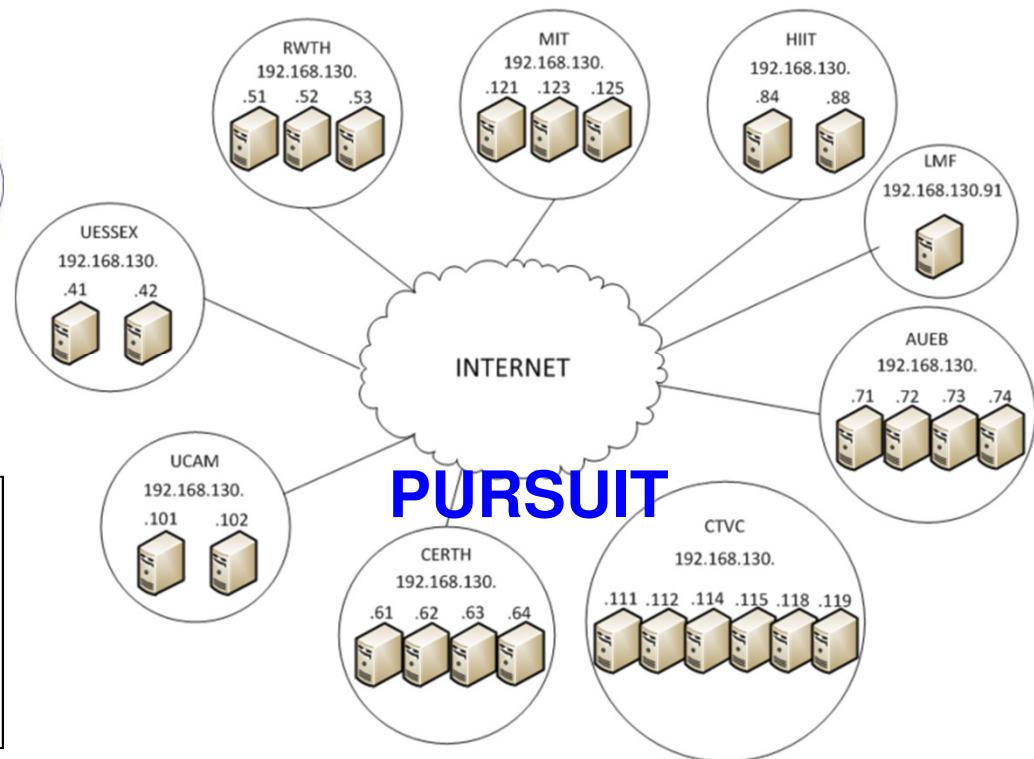 RWTH
192.168.130.
.51 .52 .53
MIT
192.168.130.
.121 .123 .125
HIIT
192.168.130.
.84 .88
LMF
192.168.130.91
UESSEX
192.168.130.
.41 .42
INTERNET
AUEB
192.168.130.
.71 .72 .73 .74
UCAM
192.168.130.
.101 .102
PURSUIT
CERTH
192.168.130.
.61 .62 .63 .64
CTVC
192.168.130.
.111 .112 .114 .115 .118 .119